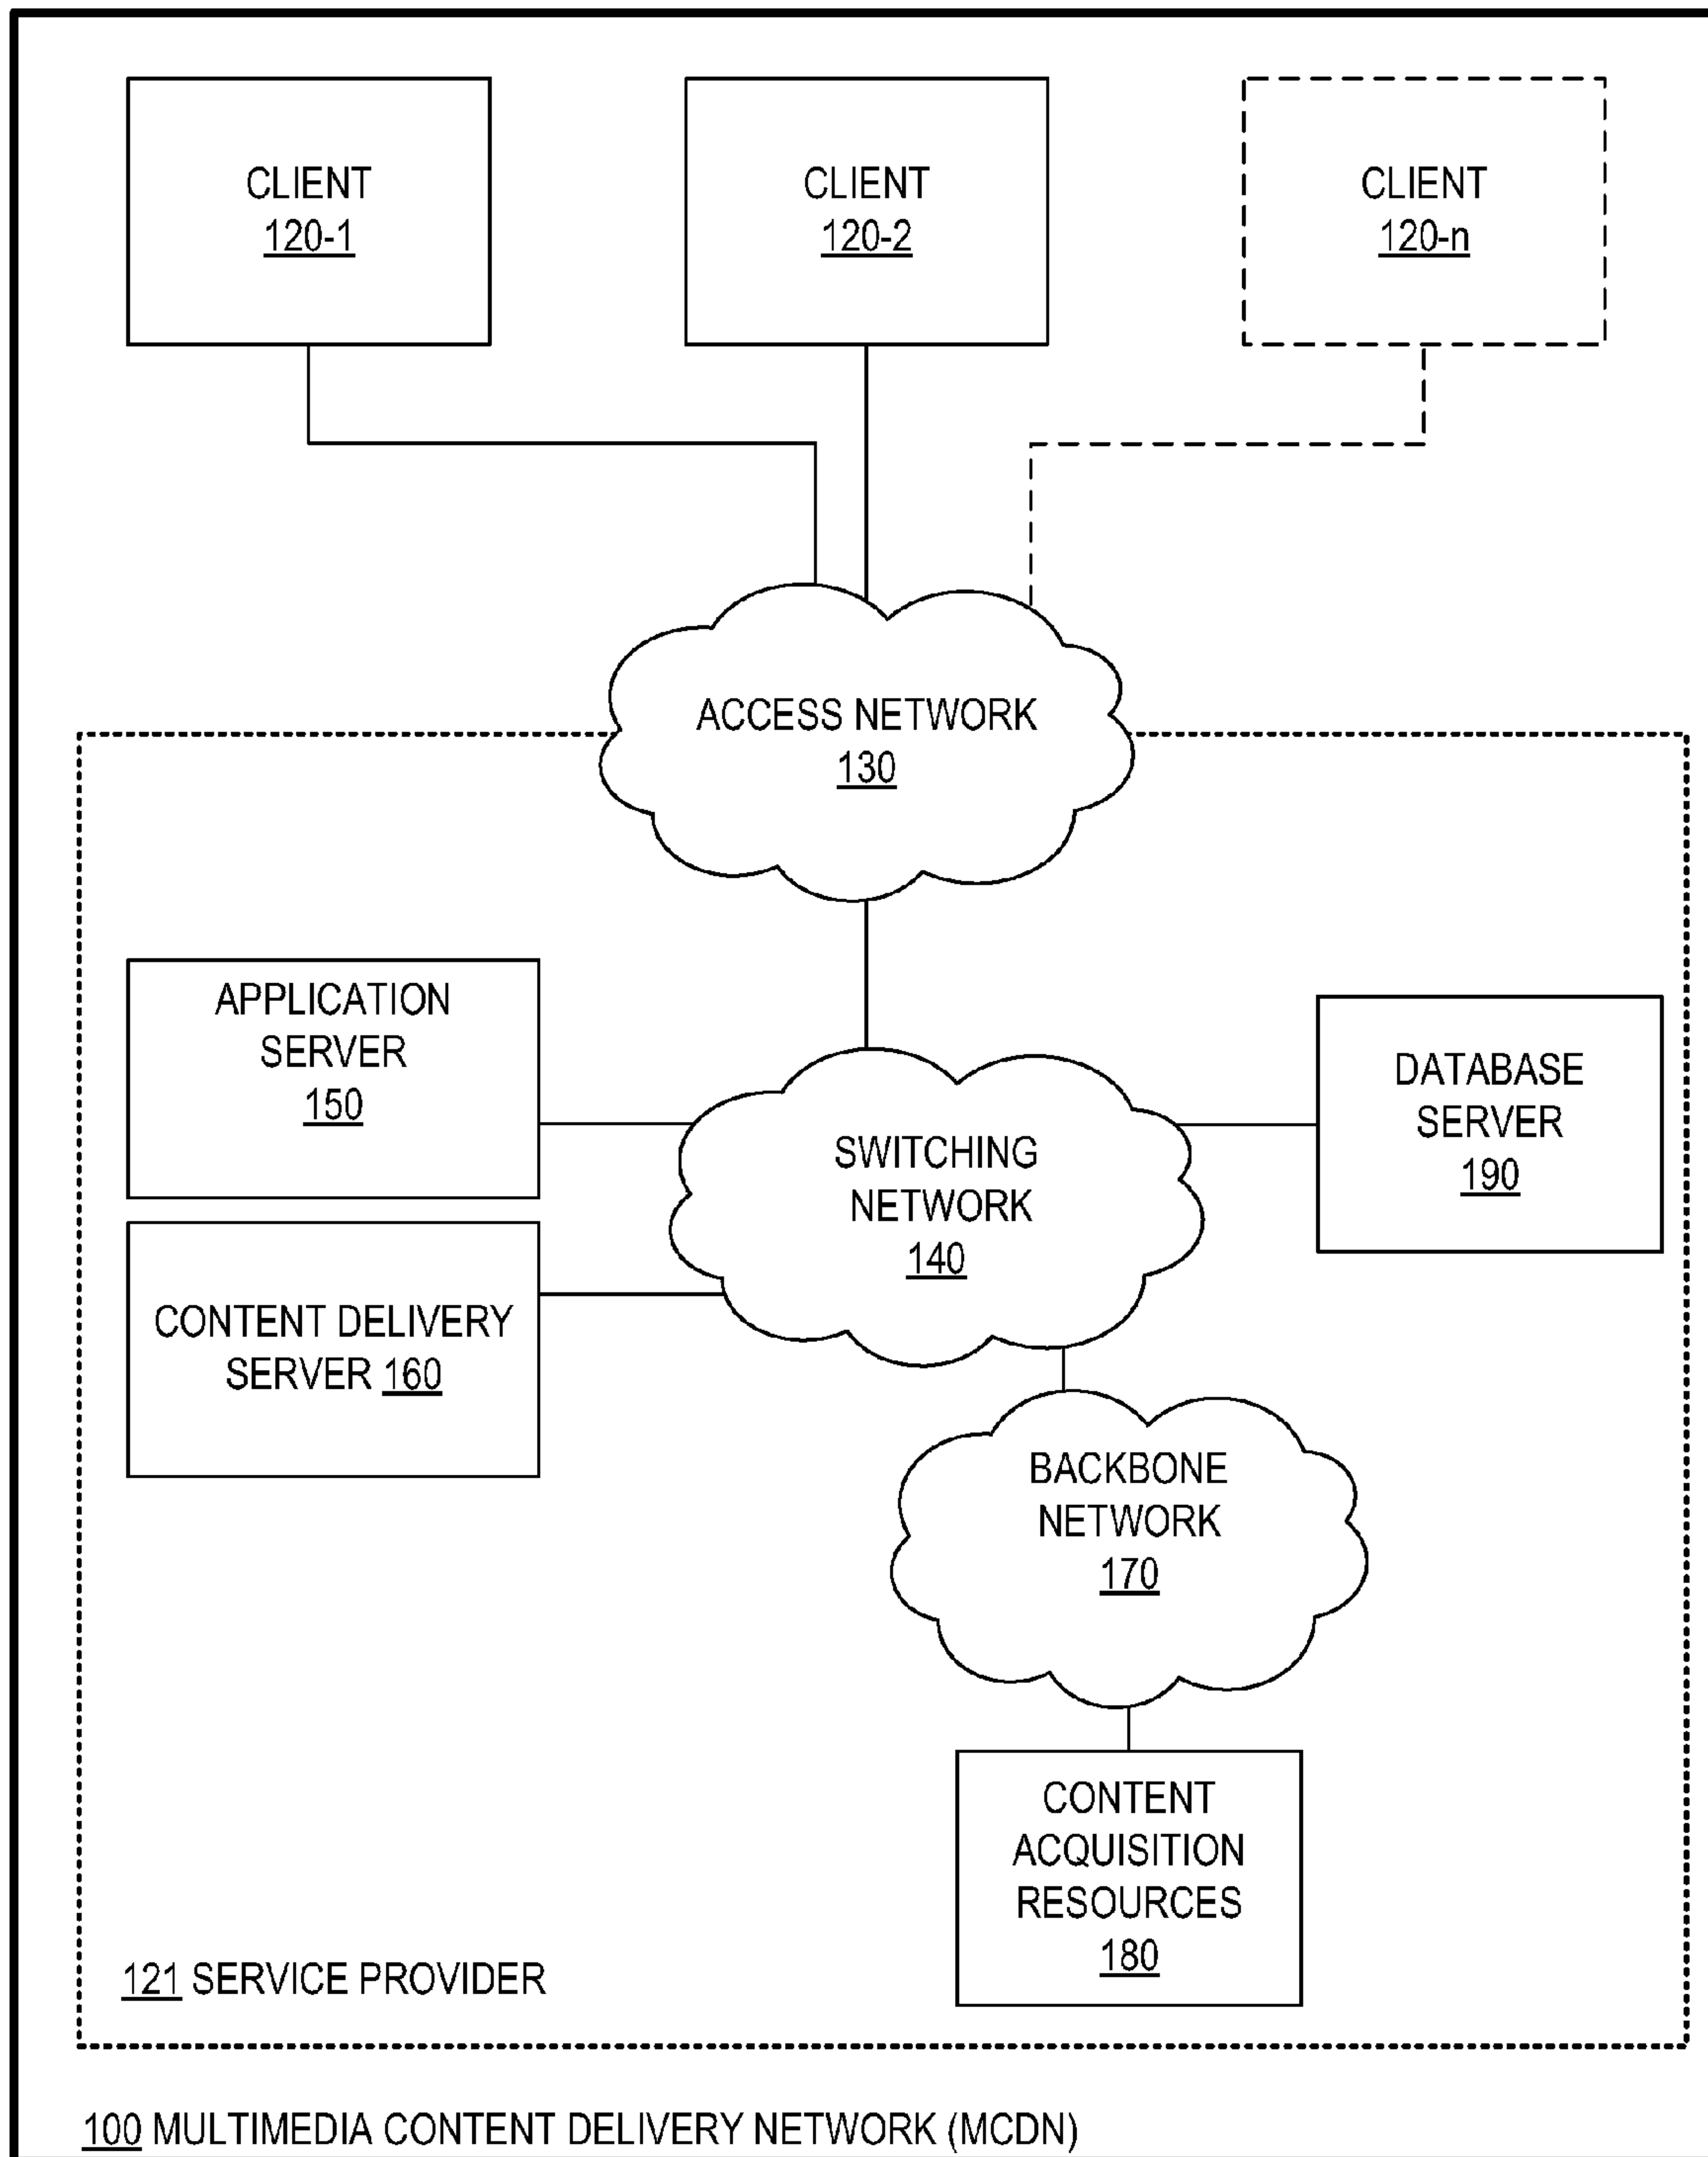 CLIENT
120-1
CLIENT
120-2
CLIENT
120-n
ACCESS NETWORK
130
APPLICATION
SERVER
150
SWITCHING
NETWORK
140
DATABASE
SERVER
190
CONTENT DELIVERY
SERVER 160
BACKBONE
NETWORK
170
CONTENT
ACQUISITION
RESOURCES
180
121 SERVICE PROVIDER
100 MULTIMEDIA CONTENT DELIVERY NETWORK (MCDN)